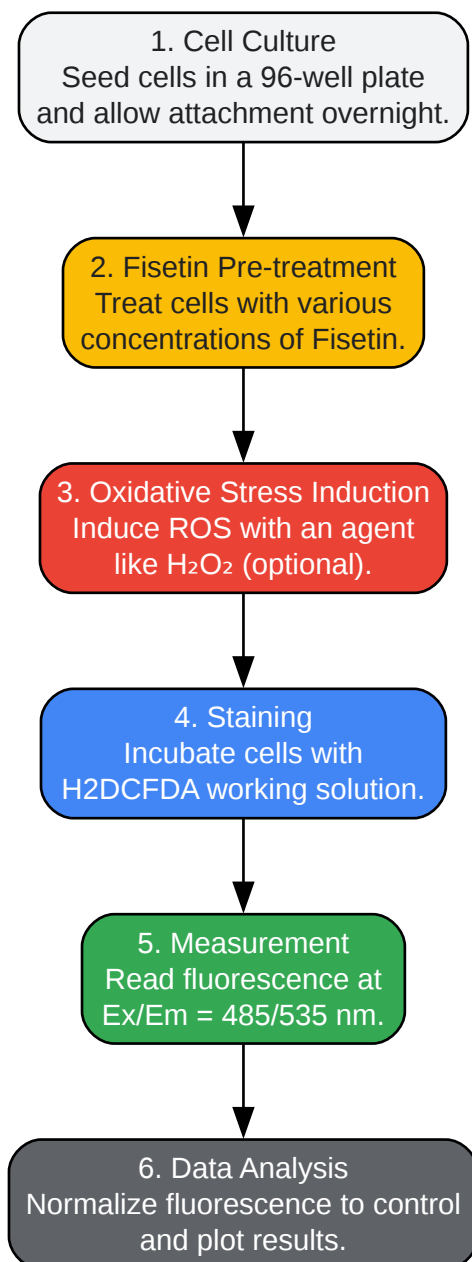 1. Cell Culture
Seed cells in a 96-well plate
and allow attachment overnight.
2. Fisetin Pre-treatment
Treat cells with various
concentrations of Fisetin.
3. Oxidative Stress Induction
Induce ROS with an agent
like H₂O₂ (optional).
4. Staining
Incubate cells with
H2DCFDA working solution.
5. Measurement
Read fluorescence at
Ex/Em = 485/535 nm.
6. Data Analysis
Normalize fluorescence to control
and plot results.